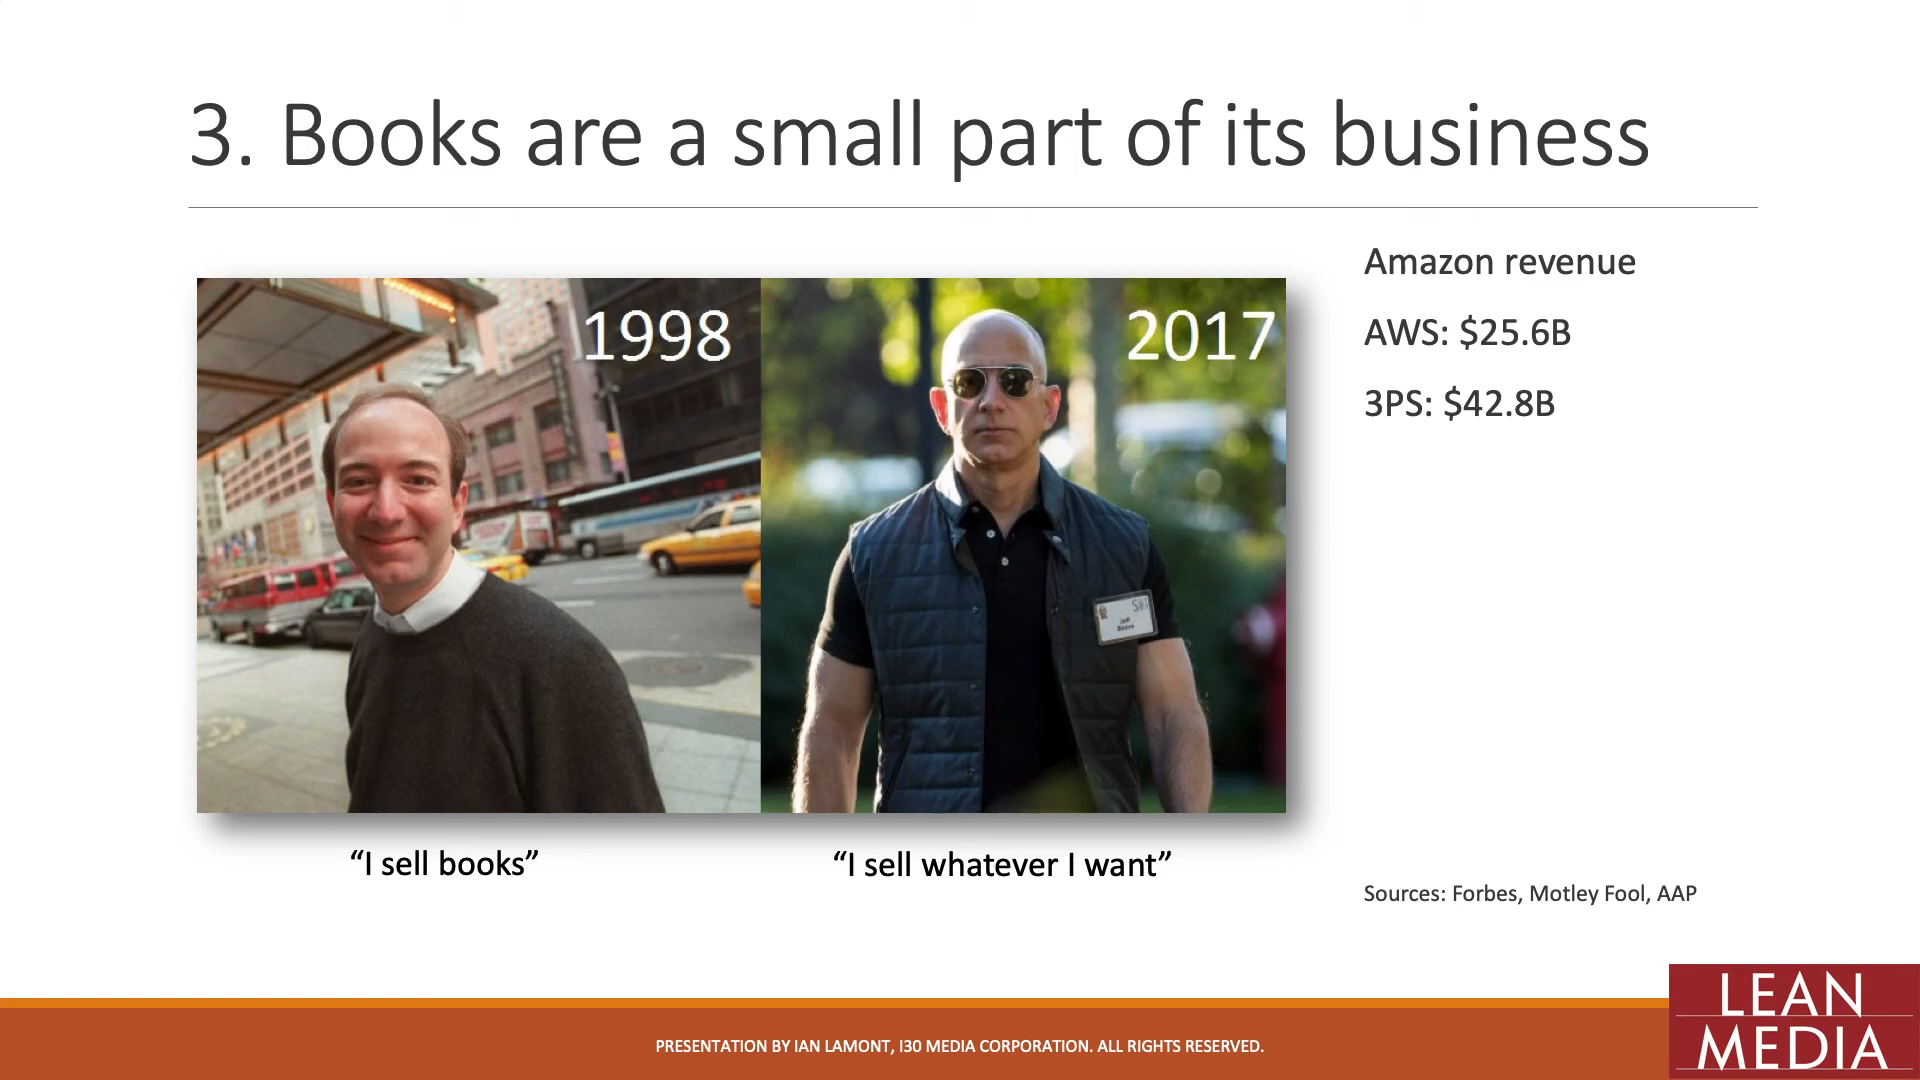 3. Books are a small part of its business
1998
2017
Jeff
Bezos
“I sell books”
“I sell whatever I want”
Amazon revenue
AWS: $25.6B
3PS: $42.8B
Sources: Forbes, Motley Fool, AAP
PRESENTATION BY IAN LAMONT, I30 MEDIA CORPORATION. ALL RIGHTS RESERVED.
LEAN
MEDIA